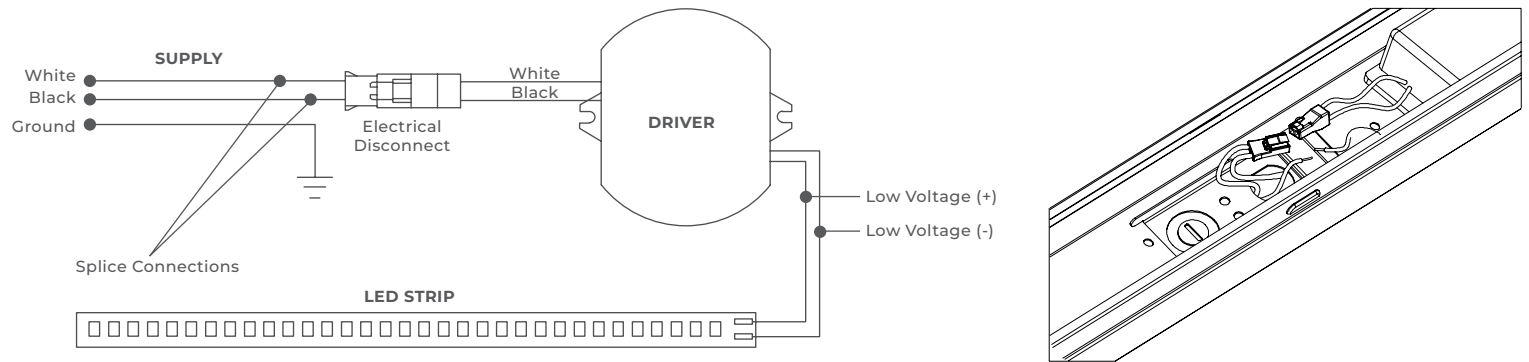 SUPPLY
White
Black
Ground
Electrical
Disconnect
White
Black
DRIVER
Low Voltage (+)
Low Voltage (-)
Splice Connections
LED STRIP